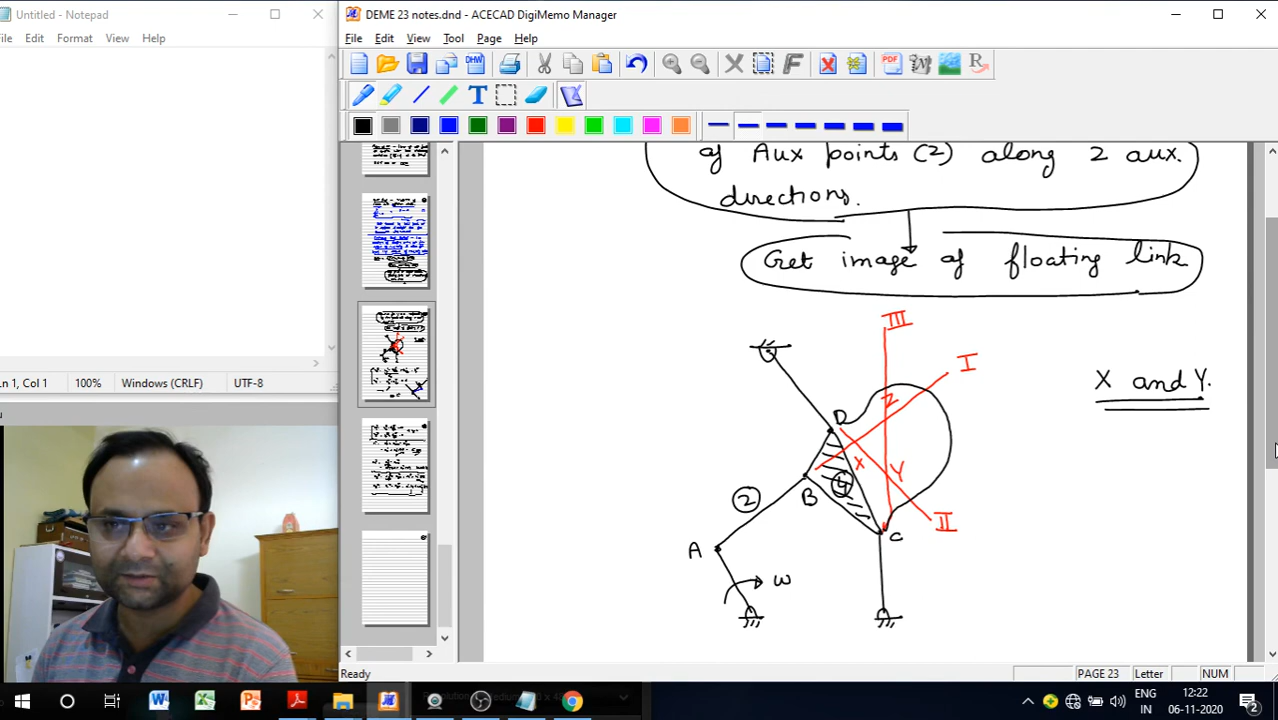 Untitled - Notepad
File Edit Format View Help
Ln 1, Col 1 100% Windows (CRLF) UTF-8
DEME 23 notes.dnd - ACECAD DigiMemo Manager
File Edit View Tool Page Help
of Aux points (2) along 2 aux.
directions.
Get image of floating link
III
I
X and Y.
Z
D
X
Y
4
2
B
II
C
A
ω
Ready
PAGE 23 Letter NUM
ENG 12:22
IN 06-11-2020
2